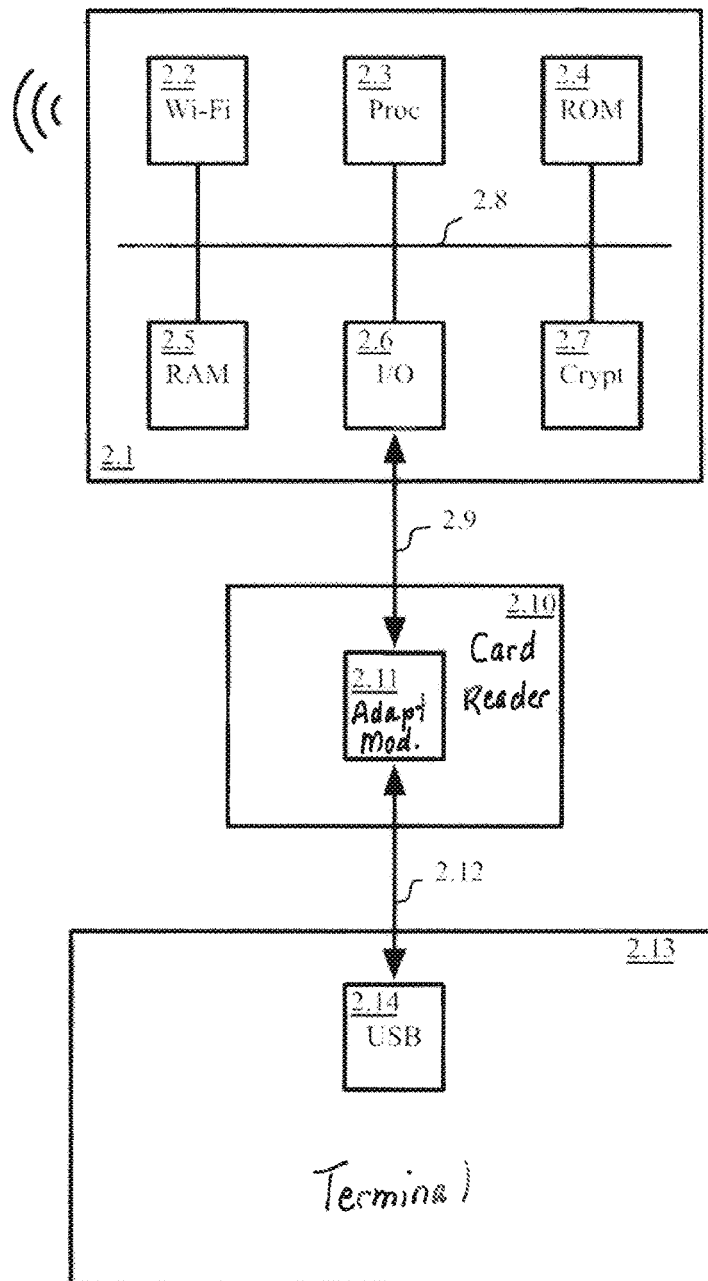 2.2
Wi-Fi
2.3
Proc
2.4
ROM
2.8
2.5
RAM
2.6
I/O
2.7
Crypt
2.1
2.9
2.10
Card
Reader
2.11
Adapt
Mod.
2.12
2.13
2.14
USB
Terminal